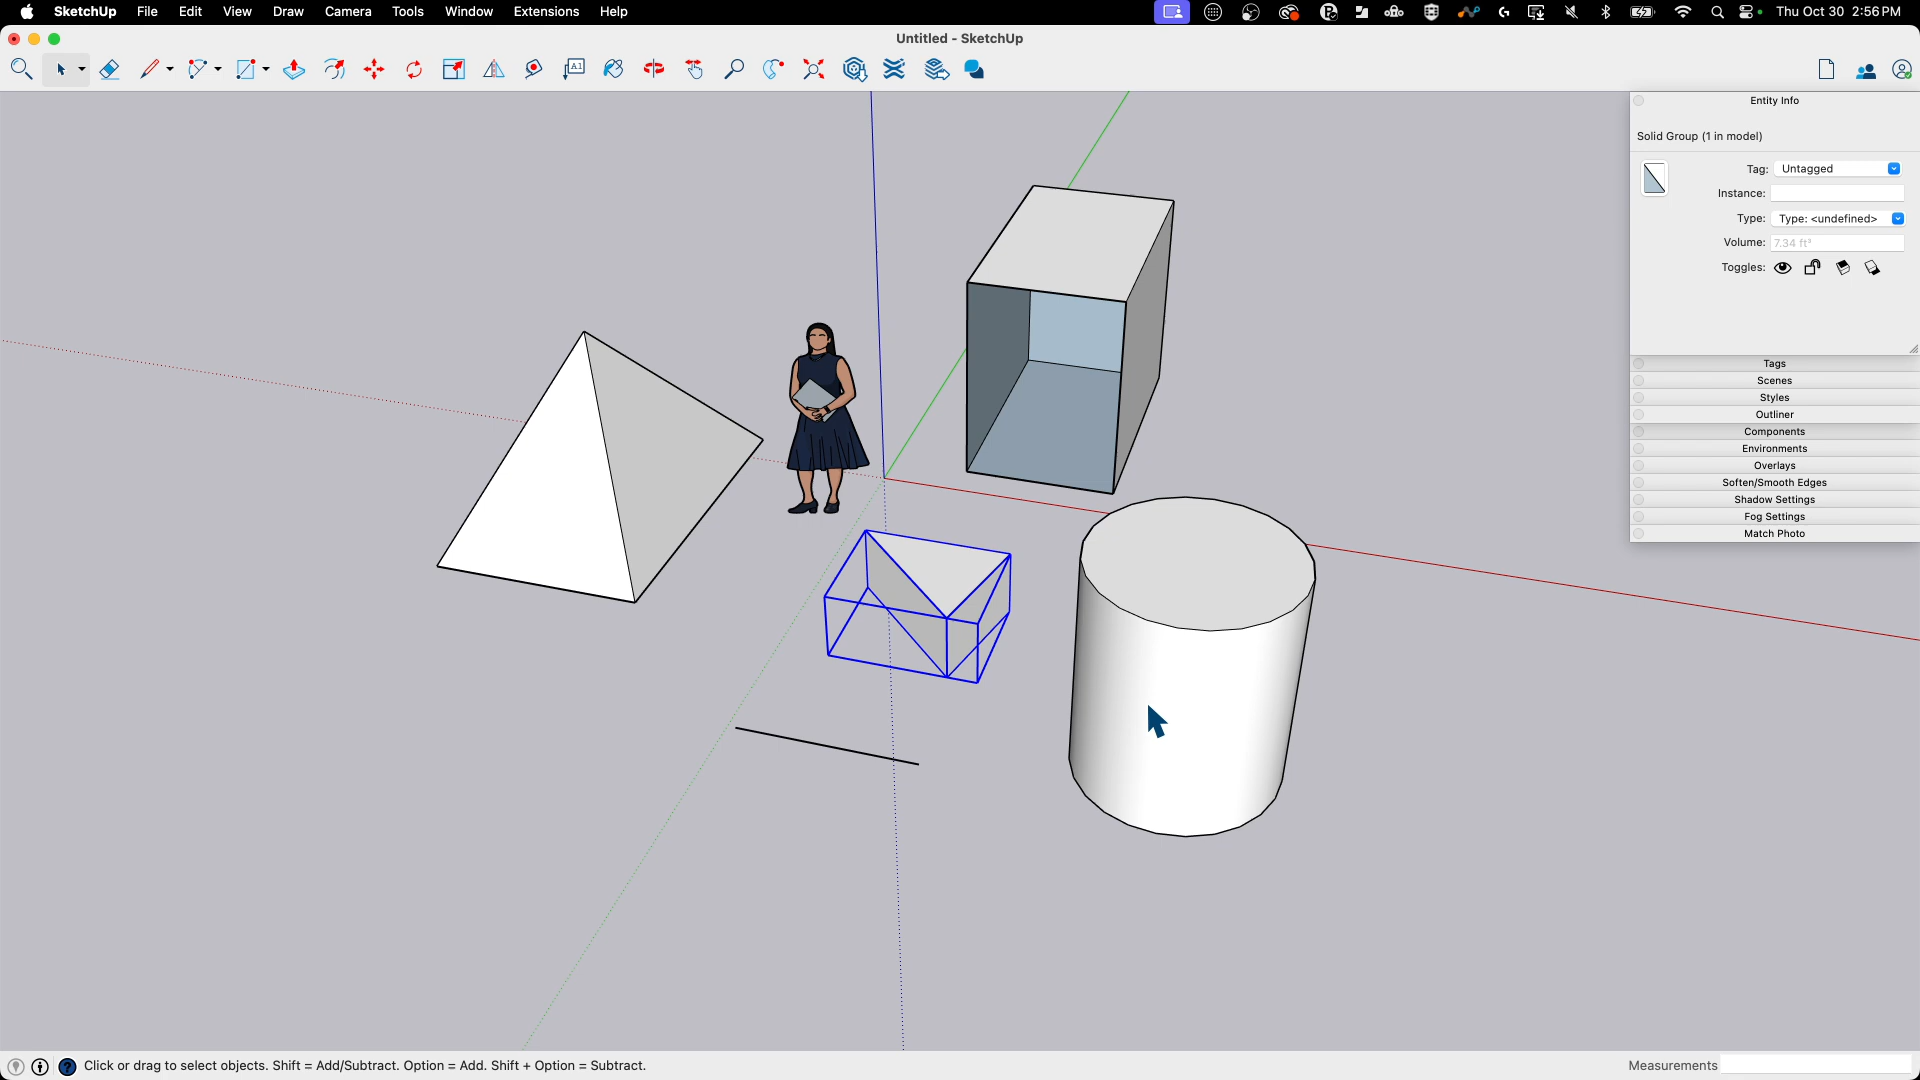 SketchUp File Edit View Draw Camera Tools Window Extensions Help Thu Oct 30 2:56 PM
Untitled - SketchUp
A1
Entity Info
Solid Group (1 in model)
Tag: Untagged
Instance:
Type: Type: <undefined>
Volume: 7.34 ft³
Toggles:
Tags
Scenes
Styles
Outliner
Components
Environments
Overlays
Soften/Smooth Edges
Shadow Settings
Fog Settings
Match Photo
Click or drag to select objects. Shift = Add/Subtract. Option = Add. Shift + Option = Subtract.
Measurements